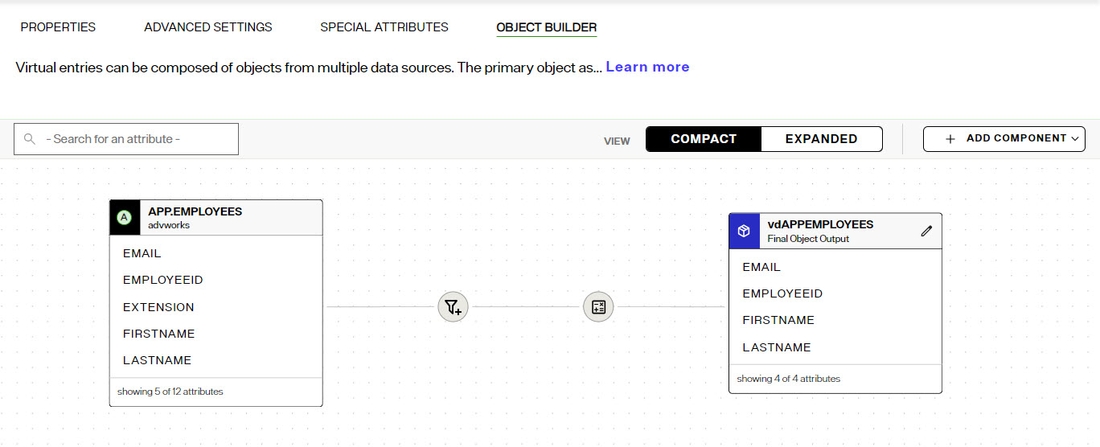 PROPERTIES ADVANCED SETTINGS SPECIAL ATTRIBUTES OBJECT BUILDER
Virtual entries can be composed of objects from multiple data sources. The primary object as... Learn more
- Search for an attribute -
VIEW COMPACT EXPANDED + ADD COMPONENT
A APP.EMPLOYEES
advworks
EMAIL
EMPLOYEEID
EXTENSION
FIRSTNAME
LASTNAME
showing 5 of 12 attributes
vdAPPEMPLOYEES
Final Object Output
EMAIL
EMPLOYEEID
FIRSTNAME
LASTNAME
showing 4 of 4 attributes